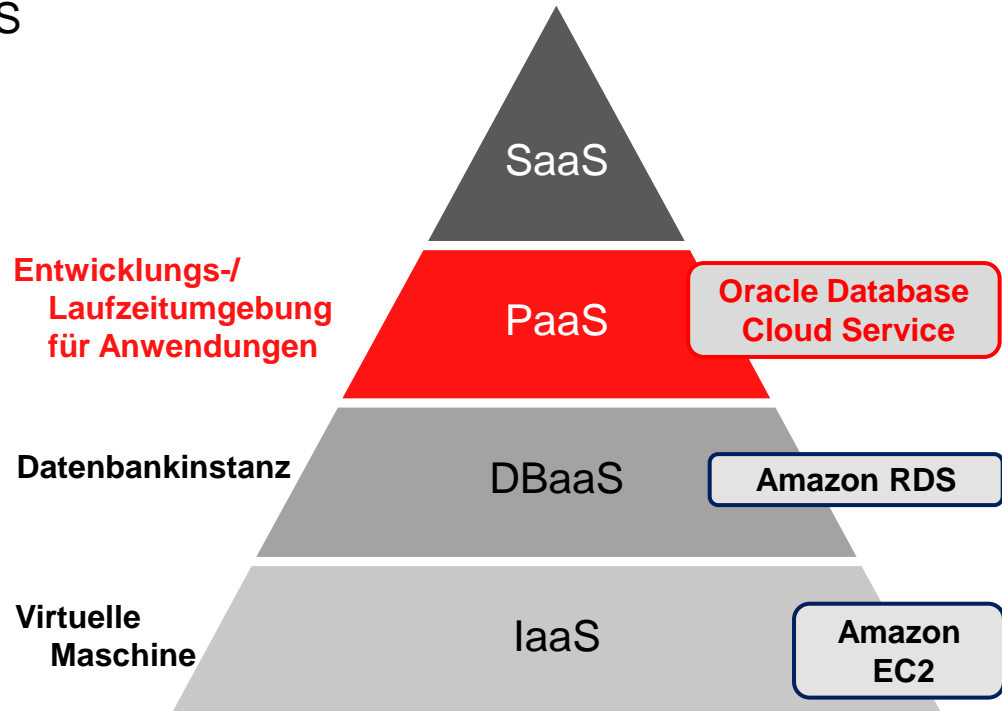 S
SaaS
Entwicklungs-/
Laufzeitumgebung
für Anwendungen
PaaS
Oracle Database
Cloud Service
Datenbankinstanz
DBaaS
Amazon RDS
Virtuelle
Maschine
IaaS
Amazon
EC2